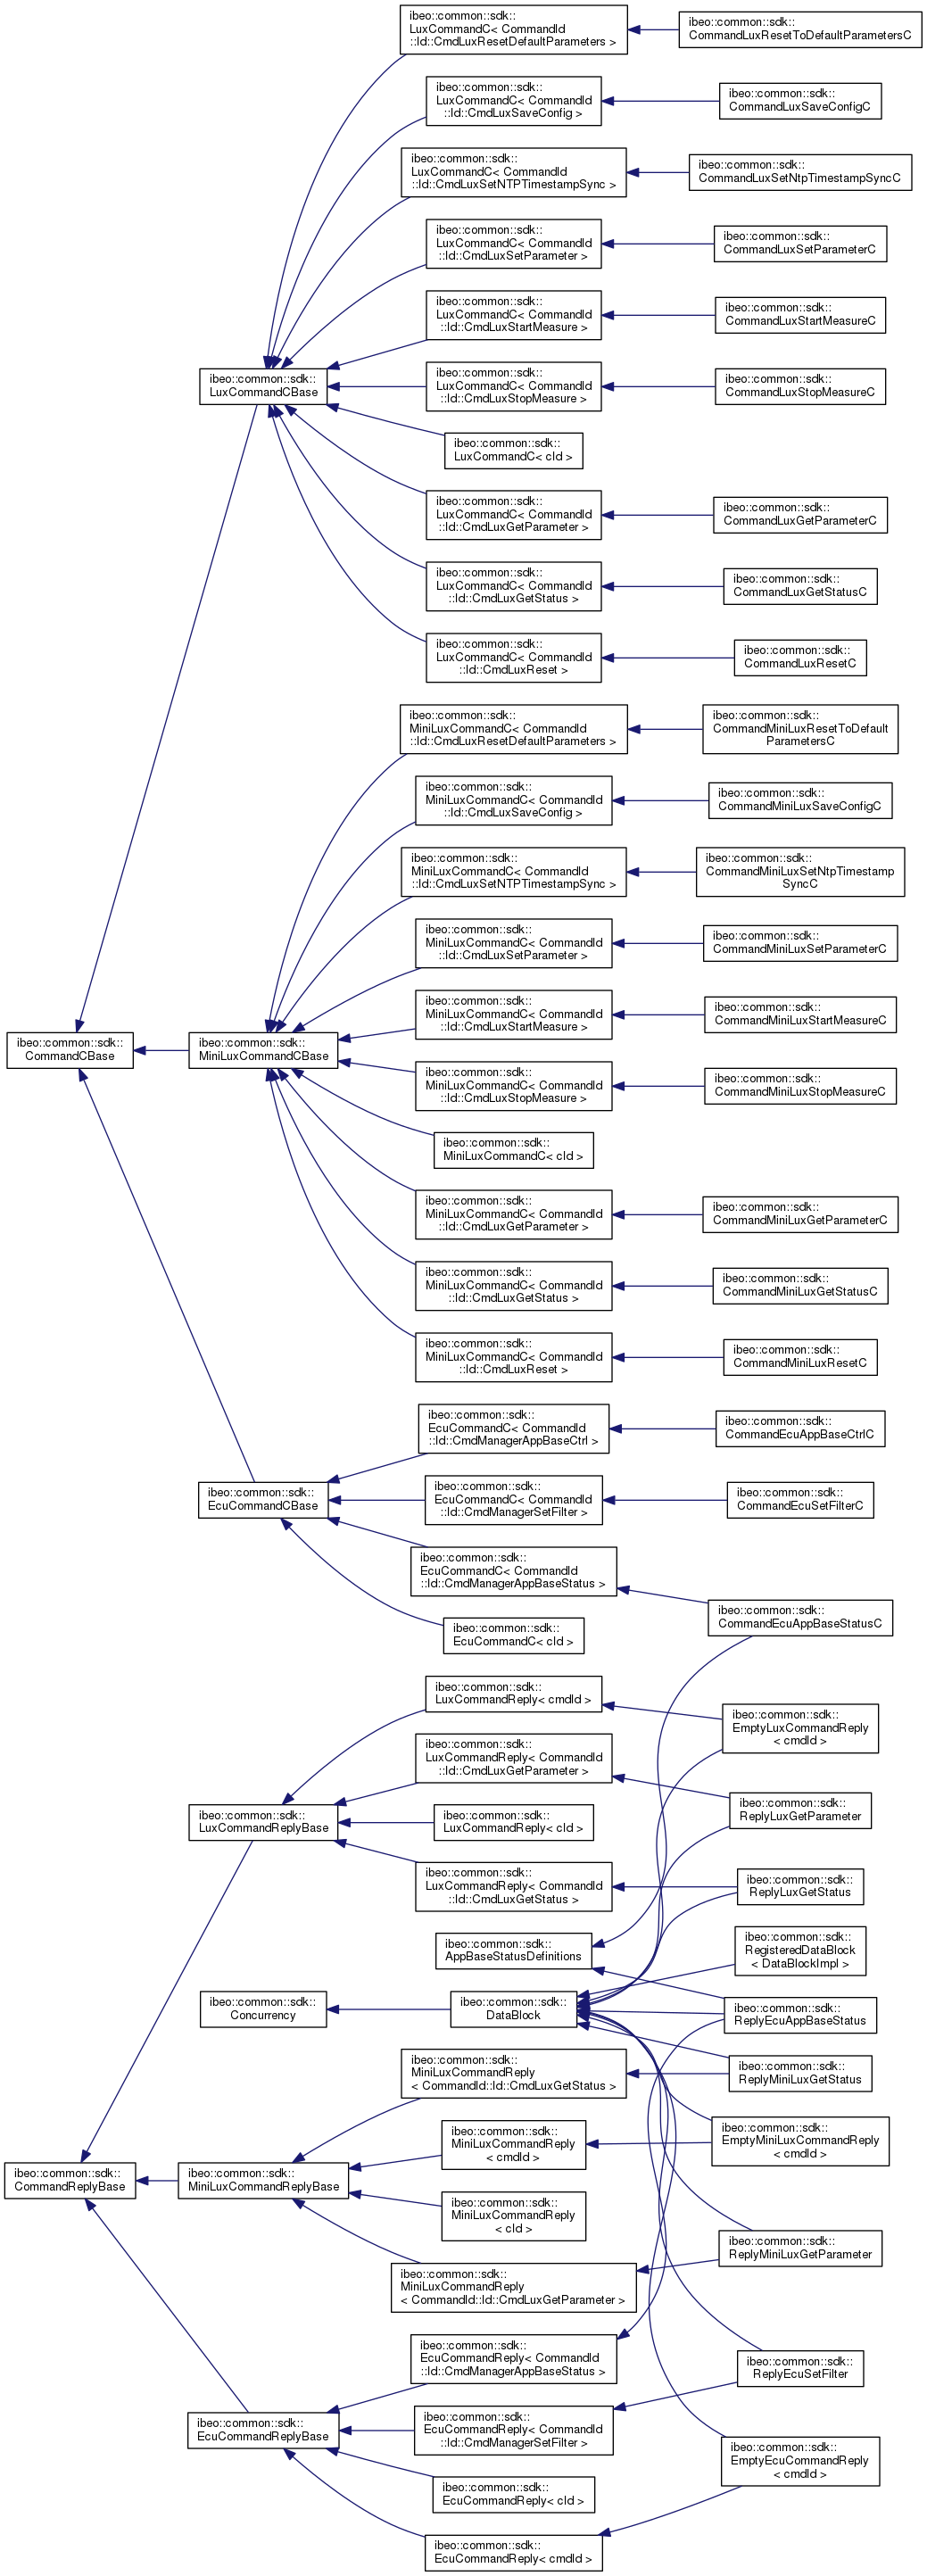 ibeo::common::sdk::
LuxCommandC< CommandId
::Id::CmdLuxResetDefaultParameters >
ibeo::common::sdk::
CommandLuxResetToDefaultParametersC
ibeo::common::sdk::
LuxCommandC< CommandId
::Id::CmdLuxSaveConfig >
ibeo::common::sdk::
CommandLuxSaveConfigC
ibeo::common::sdk::
LuxCommandC< CommandId
::Id::CmdLuxSetNTPTimestampSync >
ibeo::common::sdk::
CommandLuxSetNtpTimestampSyncC
ibeo::common::sdk::
LuxCommandC< CommandId
::Id::CmdLuxSetParameter >
ibeo::common::sdk::
CommandLuxSetParameterC
ibeo::common::sdk::
LuxCommandC< CommandId
::Id::CmdLuxStartMeasure >
ibeo::common::sdk::
CommandLuxStartMeasureC
ibeo::common::sdk::
LuxCommandCBase
ibeo::common::sdk::
LuxCommandC< CommandId
::Id::CmdLuxStopMeasure >
ibeo::common::sdk::
CommandLuxStopMeasureC
ibeo::common::sdk::
LuxCommandC< cId >
ibeo::common::sdk::
LuxCommandC< CommandId
::Id::CmdLuxGetParameter >
ibeo::common::sdk::
CommandLuxGetParameterC
ibeo::common::sdk::
LuxCommandC< CommandId
::Id::CmdLuxGetStatus >
ibeo::common::sdk::
CommandLuxGetStatusC
ibeo::common::sdk::
LuxCommandC< CommandId
::Id::CmdLuxReset >
ibeo::common::sdk::
CommandLuxResetC
ibeo::common::sdk::
MiniLuxCommandC< CommandId
::Id::CmdLuxResetDefaultParameters >
ibeo::common::sdk::
CommandMiniLuxResetToDefault
ParametersC
ibeo::common::sdk::
MiniLuxCommandC< CommandId
::Id::CmdLuxSaveConfig >
ibeo::common::sdk::
CommandMiniLuxSaveConfigC
ibeo::common::sdk::
MiniLuxCommandC< CommandId
::Id::CmdLuxSetNTPTimestampSync >
ibeo::common::sdk::
CommandMiniLuxSetNtpTimestamp
SyncC
ibeo::common::sdk::
MiniLuxCommandC< CommandId
::Id::CmdLuxSetParameter >
ibeo::common::sdk::
CommandMiniLuxSetParameterC
ibeo::common::sdk::
MiniLuxCommandC< CommandId
::Id::CmdLuxStartMeasure >
ibeo::common::sdk::
CommandMiniLuxStartMeasureC
ibeo::common::sdk::
CommandCBase
ibeo::common::sdk::
MiniLuxCommandCBase
ibeo::common::sdk::
MiniLuxCommandC< CommandId
::Id::CmdLuxStopMeasure >
ibeo::common::sdk::
CommandMiniLuxStopMeasureC
ibeo::common::sdk::
MiniLuxCommandC< cId >
ibeo::common::sdk::
MiniLuxCommandC< CommandId
::Id::CmdLuxGetParameter >
ibeo::common::sdk::
CommandMiniLuxGetParameterC
ibeo::common::sdk::
MiniLuxCommandC< CommandId
::Id::CmdLuxGetStatus >
ibeo::common::sdk::
CommandMiniLuxGetStatusC
ibeo::common::sdk::
MiniLuxCommandC< CommandId
::Id::CmdLuxReset >
ibeo::common::sdk::
CommandMiniLuxResetC
ibeo::common::sdk::
EcuCommandC< CommandId
::Id::CmdManagerAppBaseCtrl >
ibeo::common::sdk::
CommandEcuAppBaseCtrlC
ibeo::common::sdk::
EcuCommandCBase
ibeo::common::sdk::
EcuCommandC< CommandId
::Id::CmdManagerSetFilter >
ibeo::common::sdk::
CommandEcuSetFilterC
ibeo::common::sdk::
EcuCommandC< CommandId
::Id::CmdManagerAppBaseStatus >
ibeo::common::sdk::
CommandEcuAppBaseStatusC
ibeo::common::sdk::
EcuCommandC< cId >
ibeo::common::sdk::
LuxCommandReply< cmdId >
ibeo::common::sdk::
EmptyLuxCommandReply
< cmdId >
ibeo::common::sdk::
LuxCommandReply< CommandId
::Id::CmdLuxGetParameter >
ibeo::common::sdk::
ReplyLuxGetParameter
ibeo::common::sdk::
LuxCommandReplyBase
ibeo::common::sdk::
LuxCommandReply< cId >
ibeo::common::sdk::
LuxCommandReply< CommandId
::Id::CmdLuxGetStatus >
ibeo::common::sdk::
ReplyLuxGetStatus
ibeo::common::sdk::
AppBaseStatusDefinitions
ibeo::common::sdk::
RegisteredDataBlock
< DataBlockImpl >
ibeo::common::sdk::
Concurrency
ibeo::common::sdk::
DataBlock
ibeo::common::sdk::
ReplyEcuAppBaseStatus
ibeo::common::sdk::
MiniLuxCommandReply
< CommandId::Id::CmdLuxGetStatus >
ibeo::common::sdk::
ReplyMiniLuxGetStatus
ibeo::common::sdk::
MiniLuxCommandReply
< cmdId >
ibeo::common::sdk::
EmptyMiniLuxCommandReply
< cmdId >
ibeo::common::sdk::
CommandReplyBase
ibeo::common::sdk::
MiniLuxCommandReplyBase
ibeo::common::sdk::
MiniLuxCommandReply
< cId >
ibeo::common::sdk::
MiniLuxCommandReply
< CommandId::Id::CmdLuxGetParameter >
ibeo::common::sdk::
ReplyMiniLuxGetParameter
ibeo::common::sdk::
EcuCommandReply< CommandId
::Id::CmdManagerAppBaseStatus >
ibeo::common::sdk::
ReplyEcuSetFilter
ibeo::common::sdk::
EcuCommandReplyBase
ibeo::common::sdk::
EcuCommandReply< CommandId
::Id::CmdManagerSetFilter >
ibeo::common::sdk::
EmptyEcuCommandReply
< cmdId >
ibeo::common::sdk::
EcuCommandReply< cId >
ibeo::common::sdk::
EcuCommandReply< cmdId >